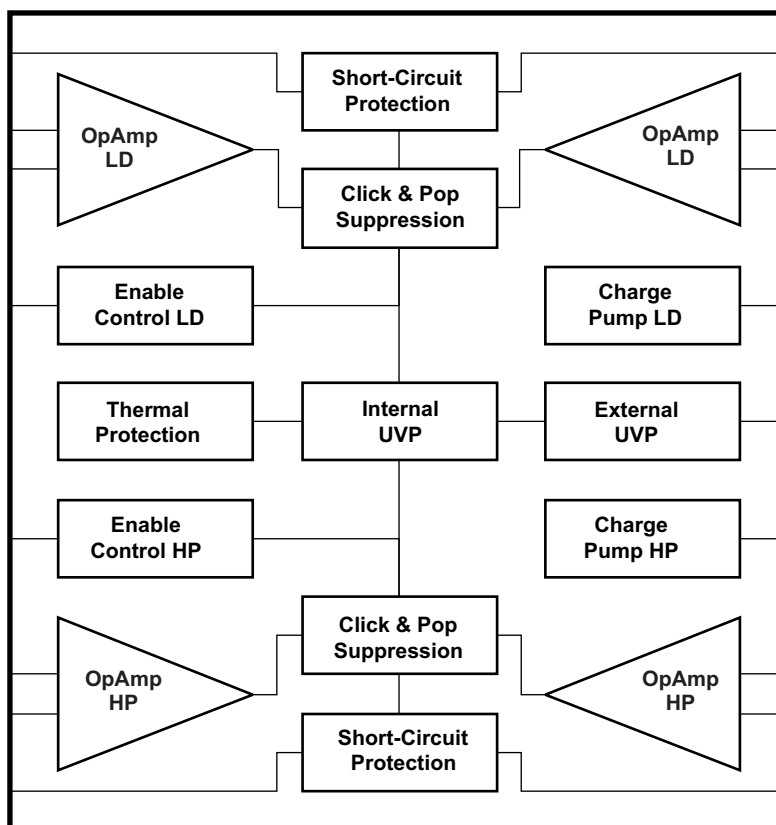 Short-Circuit
Protection
OpAmp
LD
OpAmp
LD
Click & Pop
Suppression
Enable
Control LD
Charge
Pump LD
Thermal
Protection
Internal
UVP
External
UVP
Enable
Control HP
Charge
Pump HP
Click & Pop
Suppression
OpAmp
HP
OpAmp
HP
Short-Circuit
Protection